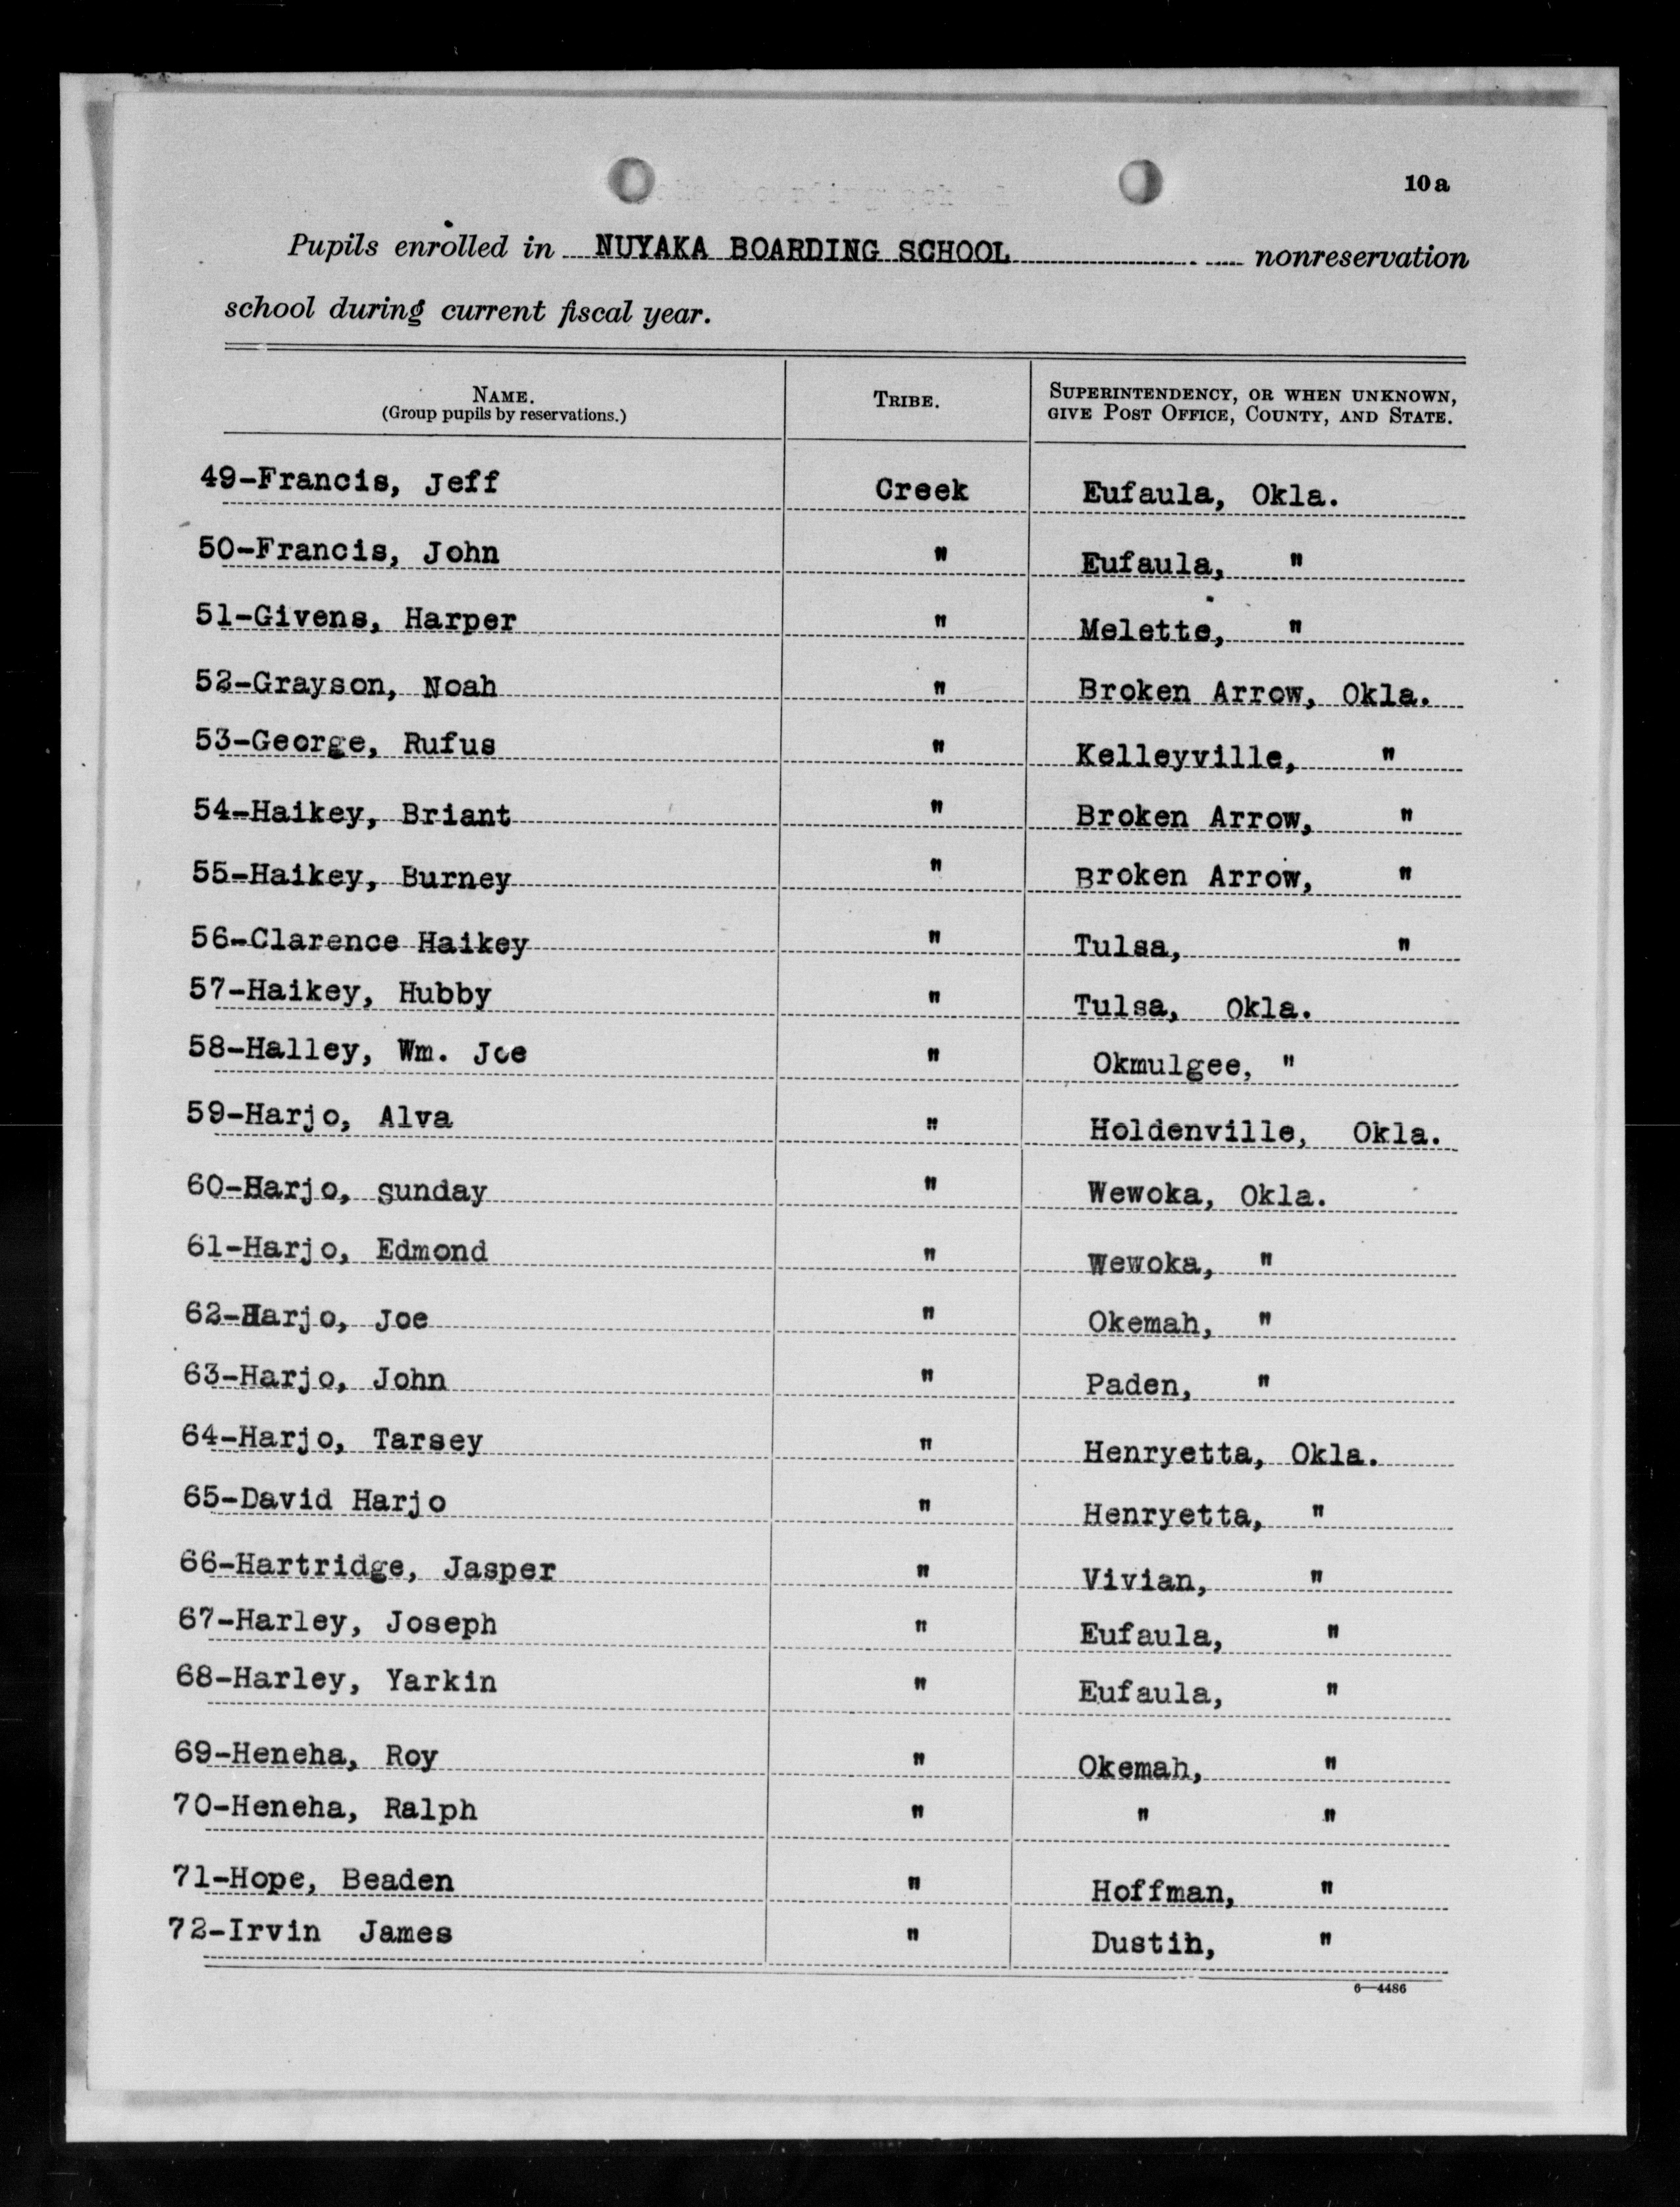 10a
Pupils enrolled in NUYAKA BOARDING SCHOOL nonreservation
school during current fiscal year.
NAME. TRIBE. SUPERINTENDENCY, OR WHEN UNKNOWN,
(Group pupils by reservations.) GIVE POST OFFICE, COUNTY, AND STATE.
49-Francis, Jeff Creek Eufaula, Okla.
50-Francis, John " Eufaula, "
51-Givens, Harper " Melette, "
52-Grayson, Noah " Broken Arrow, Okla.
53-George, Rufus " Kelleyville, "
54-Haikey, Briant " Broken Arrow, "
55-Haikey, Burney " Broken Arrow, "
56-Clarence Haikey " Tulsa, "
57-Haikey, Hubby " Tulsa, Okla.
58-Halley, Wm. Joe " Okmulgee, "
59-Harjo, Alva " Holdenville, Okla.
60-Harjo, Sunday " Wewoka, Okla.
61-Harjo, Edmond " Wewoka, "
62-Harjo, Joe " Okemah, "
63-Harjo, John " Paden, "
64-Harjo, Tarsey " Henryetta, Okla.
65-David Harjo " Henryetta, "
66-Hartridge, Jasper " Vivian, "
67-Harley, Joseph " Eufaula, "
68-Harley, Yarkin " Eufaula, "
69-Heneha, Roy " Okemah, "
70-Heneha, Ralph " " "
71-Hope, Beaden " Hoffman, "
72-Irvin James " Dustin, "
6—4486